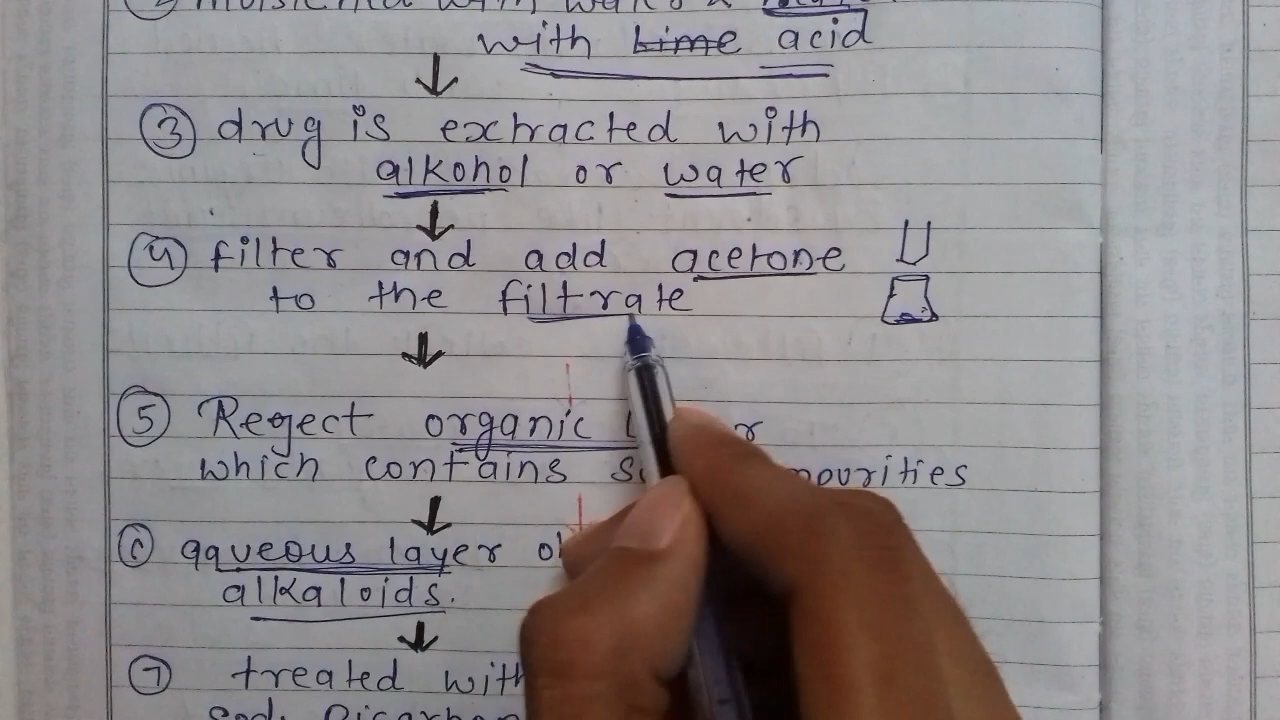 with L̶i̶m̶e̶ acid
③ drug is extracted with
alkohol or water
④ filter and add acetone
to the filtrate
⑤ Reject organic
which contains
⑥ aqueous layer
alkaloids.
⑦ treated with